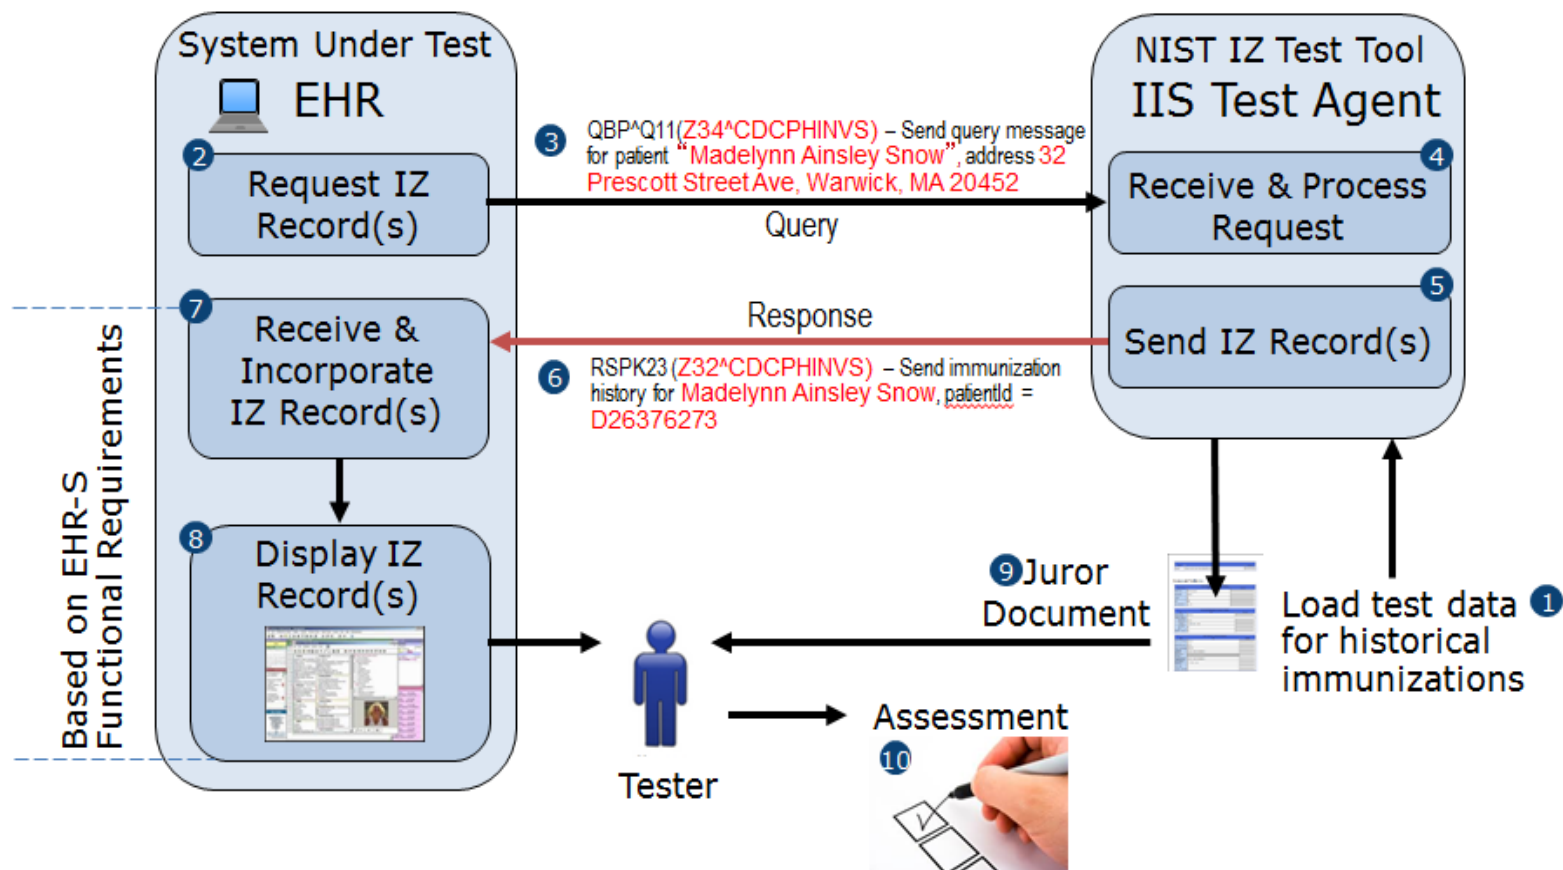 System Under Test
EHR
2
Request IZ
Record(s)
3
QBP^Q11(Z34^CDCPHINVS) – Send query message
for patient “Madelynn Ainsley Snow”, address 32
Prescott Street Ave, Warwick, MA 20452
Query
NIST IZ Test Tool
IIS Test Agent
4
Receive & Process
Request
5
Send IZ Record(s)
Response
6
RSPK23 (Z32^CDCPHINVS) – Send immunization
history for Madelynn Ainsley Snow, patientId =
D26376273
7
Receive &
Incorporate
IZ Record(s)
8
Display IZ
Record(s)
Based on EHR-S
Functional Requirements
9 Juror
Document
Load test data 1
for historical
immunizations
Tester
Assessment
10